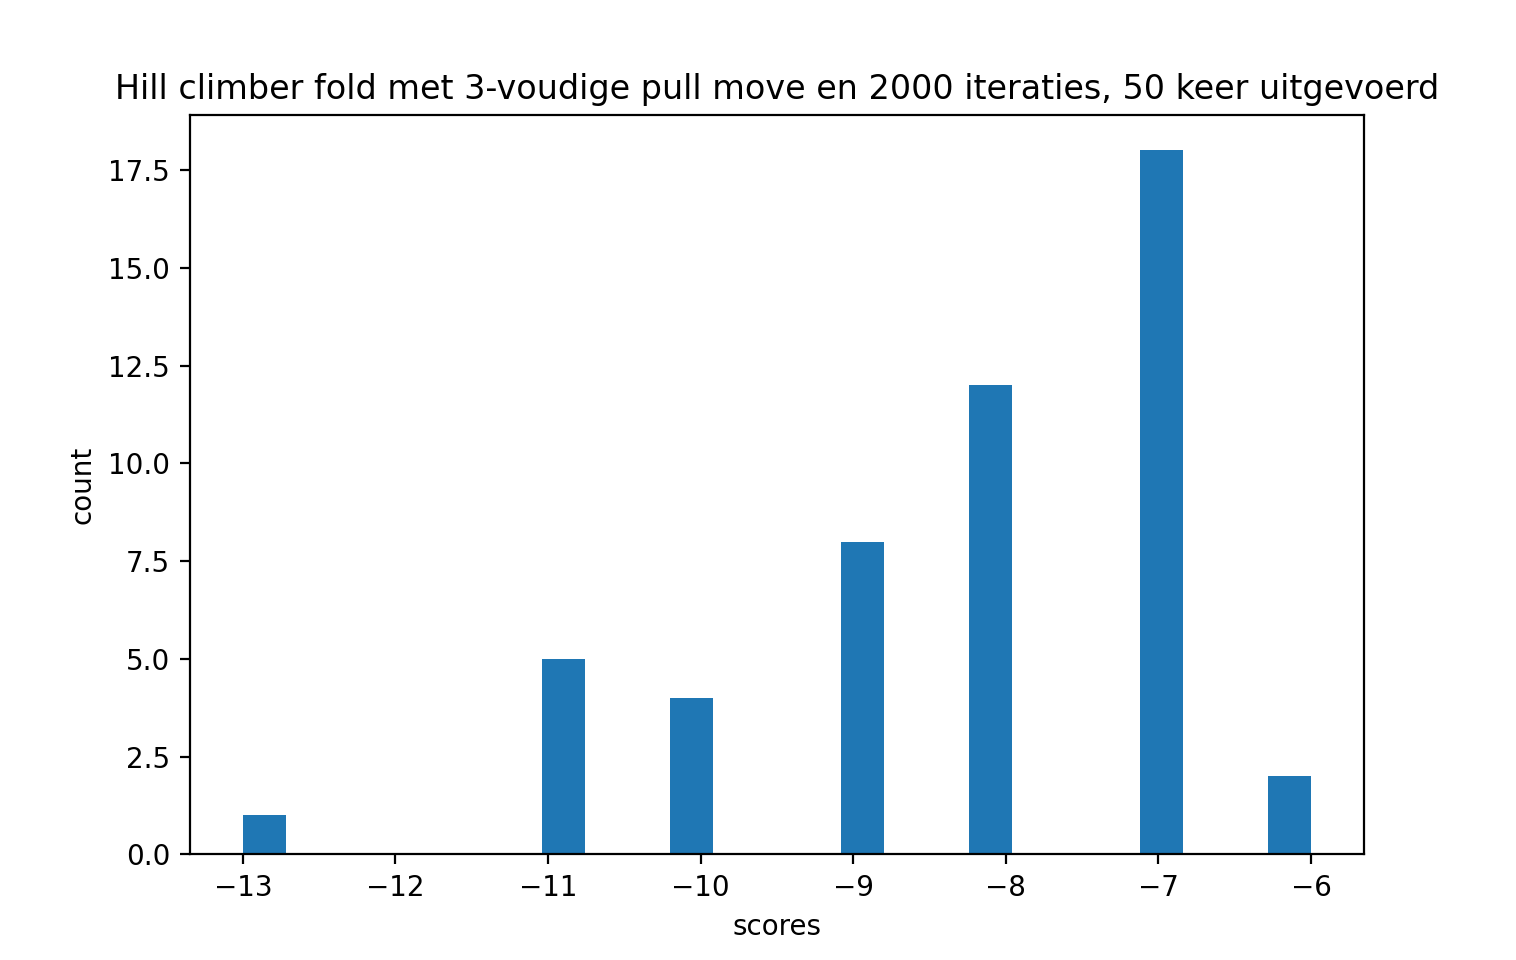 Hill climber fold met 3-voudige pull move en 2000 iteraties, 50 keer uitgevoerd
17.5
15.0
12.5
10.0
7.5
5.0
2.5
0.0
count
−13 −12 −11 −10 −9 −8 −7 −6
scores